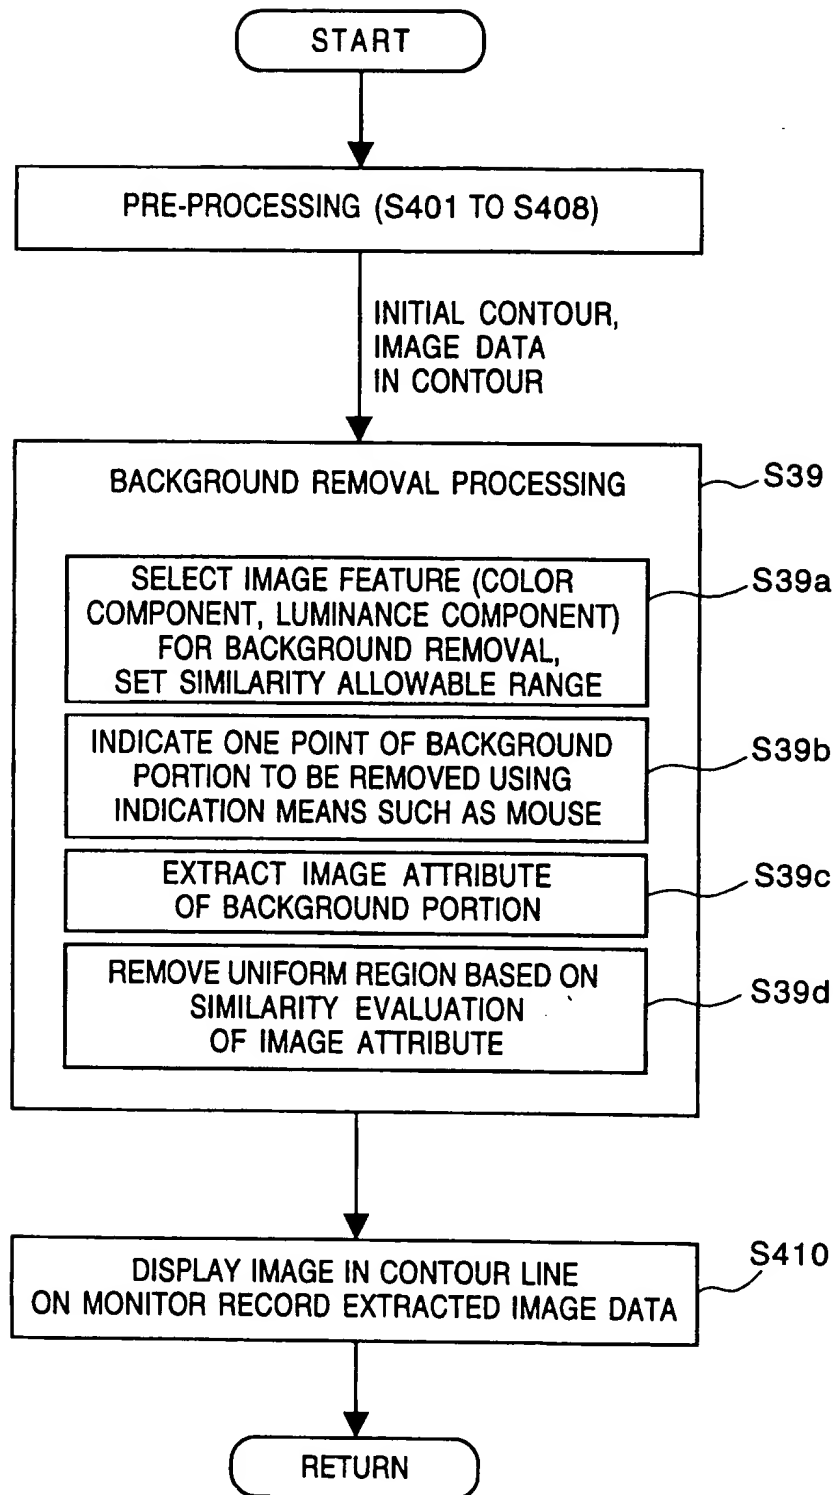 START
PRE-PROCESSING (S401 TO S408)
INITIAL CONTOUR,
IMAGE DATA
IN CONTOUR
BACKGROUND REMOVAL PROCESSING
S39
SELECT IMAGE FEATURE (COLOR
COMPONENT, LUMINANCE COMPONENT)
FOR BACKGROUND REMOVAL,
SET SIMILARITY ALLOWABLE RANGE
S39a
INDICATE ONE POINT OF BACKGROUND
PORTION TO BE REMOVED USING
INDICATION MEANS SUCH AS MOUSE
S39b
EXTRACT IMAGE ATTRIBUTE
OF BACKGROUND PORTION
S39c
REMOVE UNIFORM REGION BASED ON
SIMILARITY EVALUATION
OF IMAGE ATTRIBUTE
S39d
DISPLAY IMAGE IN CONTOUR LINE
ON MONITOR RECORD EXTRACTED IMAGE DATA
S410
RETURN